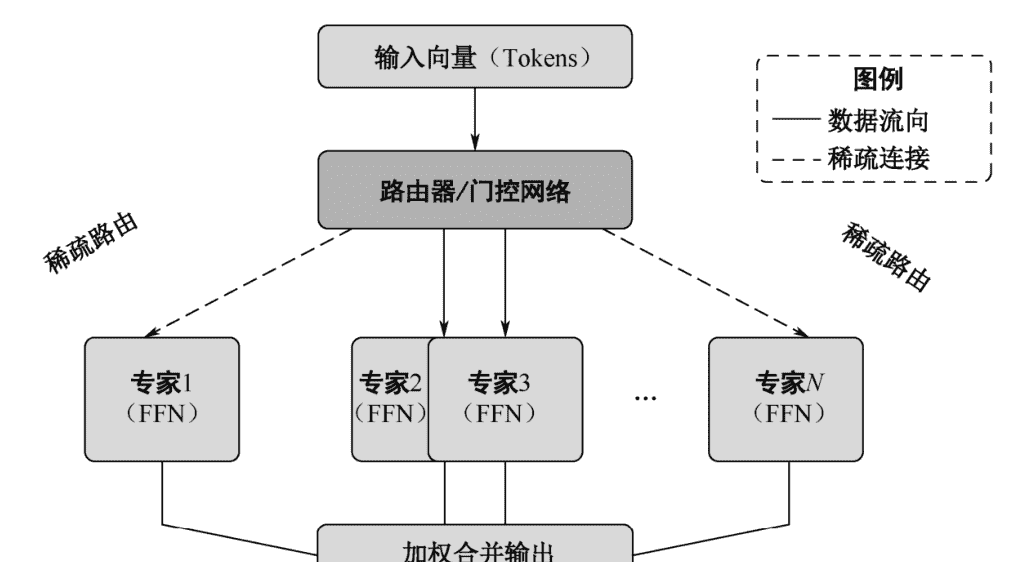 输入向量（Tokens）
图例
数据流向
稀疏连接
路由器/门控网络
稀疏路由
稀疏路由
专家1
（FFN）
专家2
（FFN）
专家3
（FFN）
...
专家N
（FFN）
加权合并输出